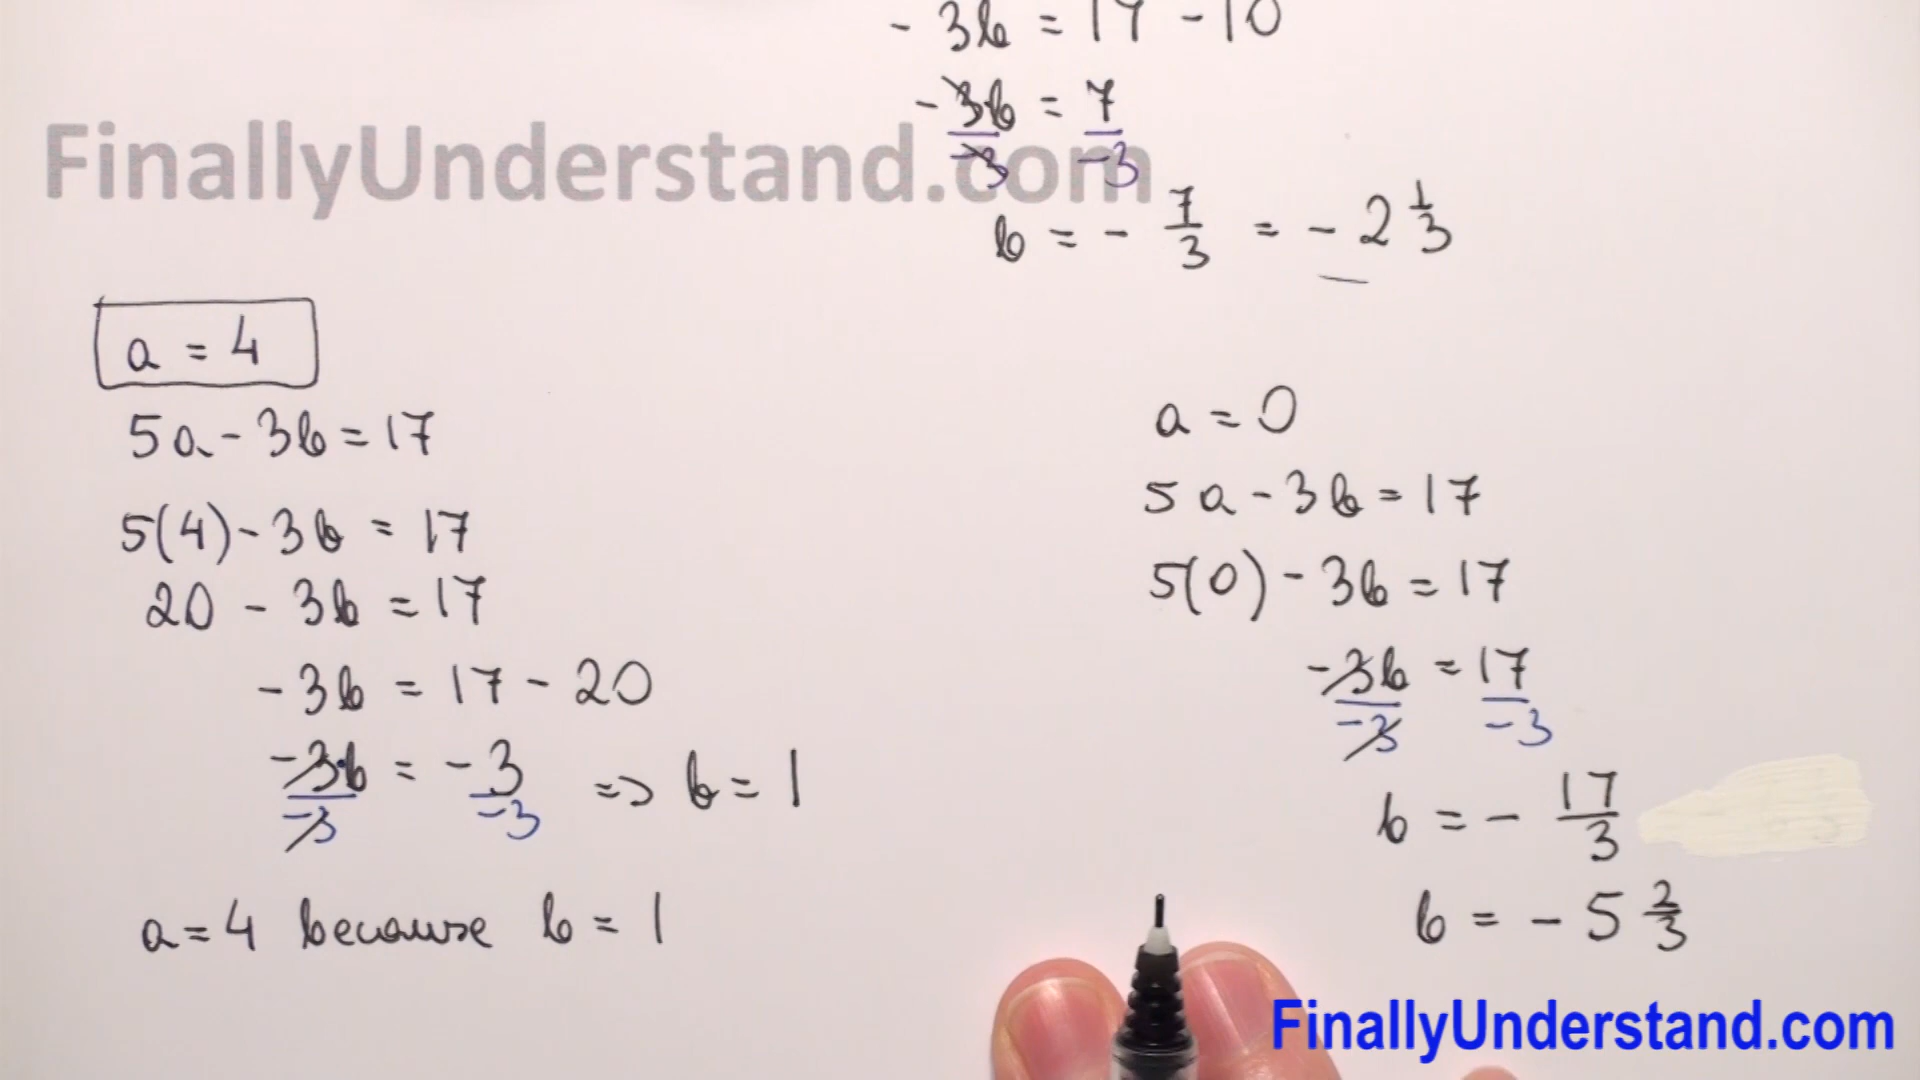 - 3b = 17 - 10
- 3b = 7
-3 -3
FinallyUnderstand.com
b = - 7/3 = - 2 1/3
a = 4
5a - 3b = 17
5(4) - 3b = 17
20 - 3b = 17
-3b = 17 - 20
-3·b = -3 => b = 1
-3 -3
a = 4 because b = 1
a = 0
5a - 3b = 17
5(0) - 3b = 17
-3b = 17
-3 -3
b = - 17/3
b = - 5 2/3
FinallyUnderstand.com